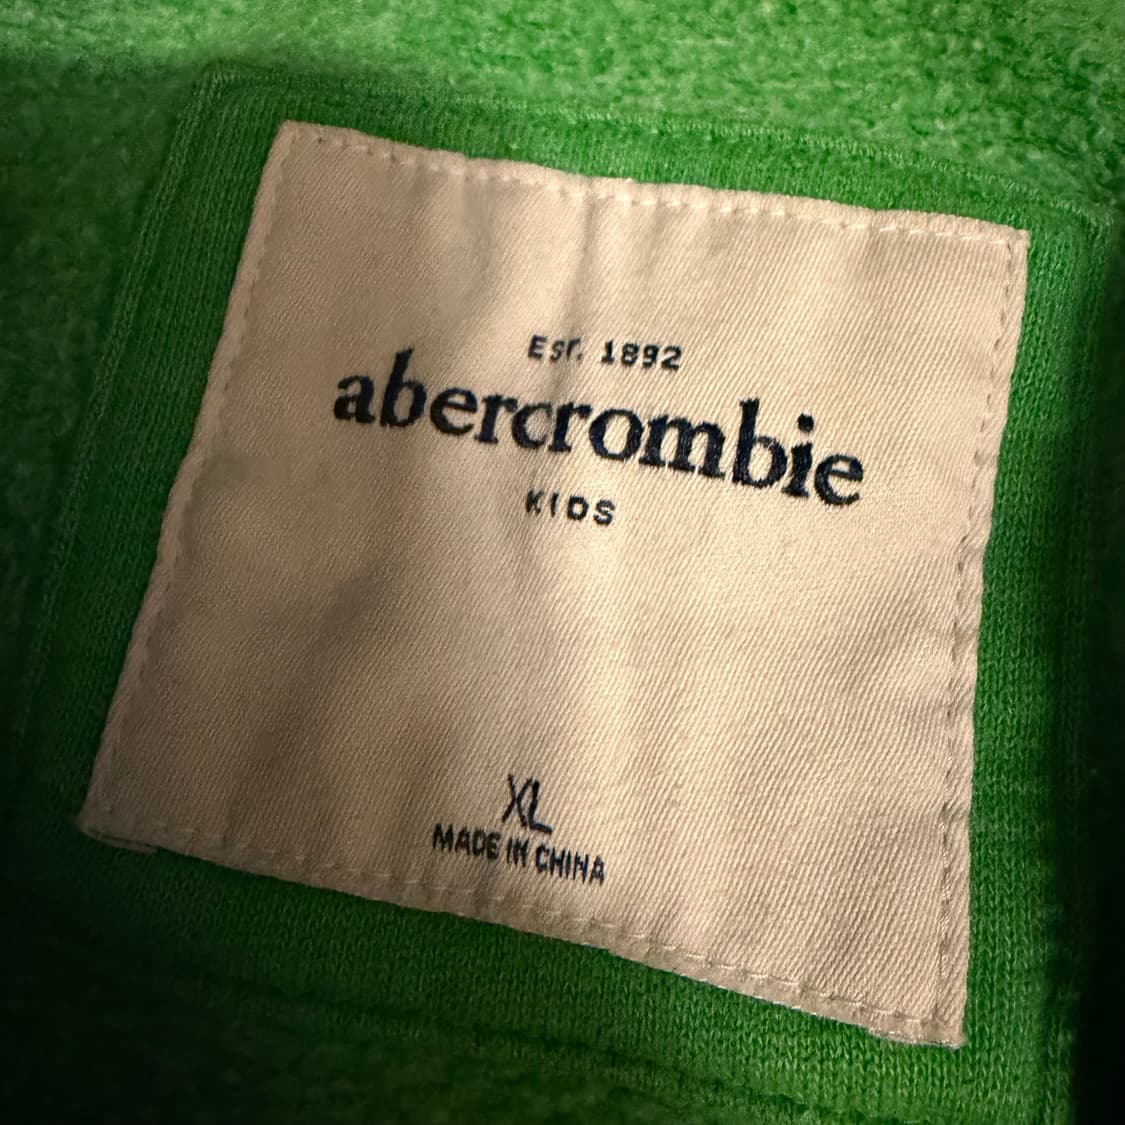 Est. 1892
abercrombie
KIDS
XL
MADE IN CHINA